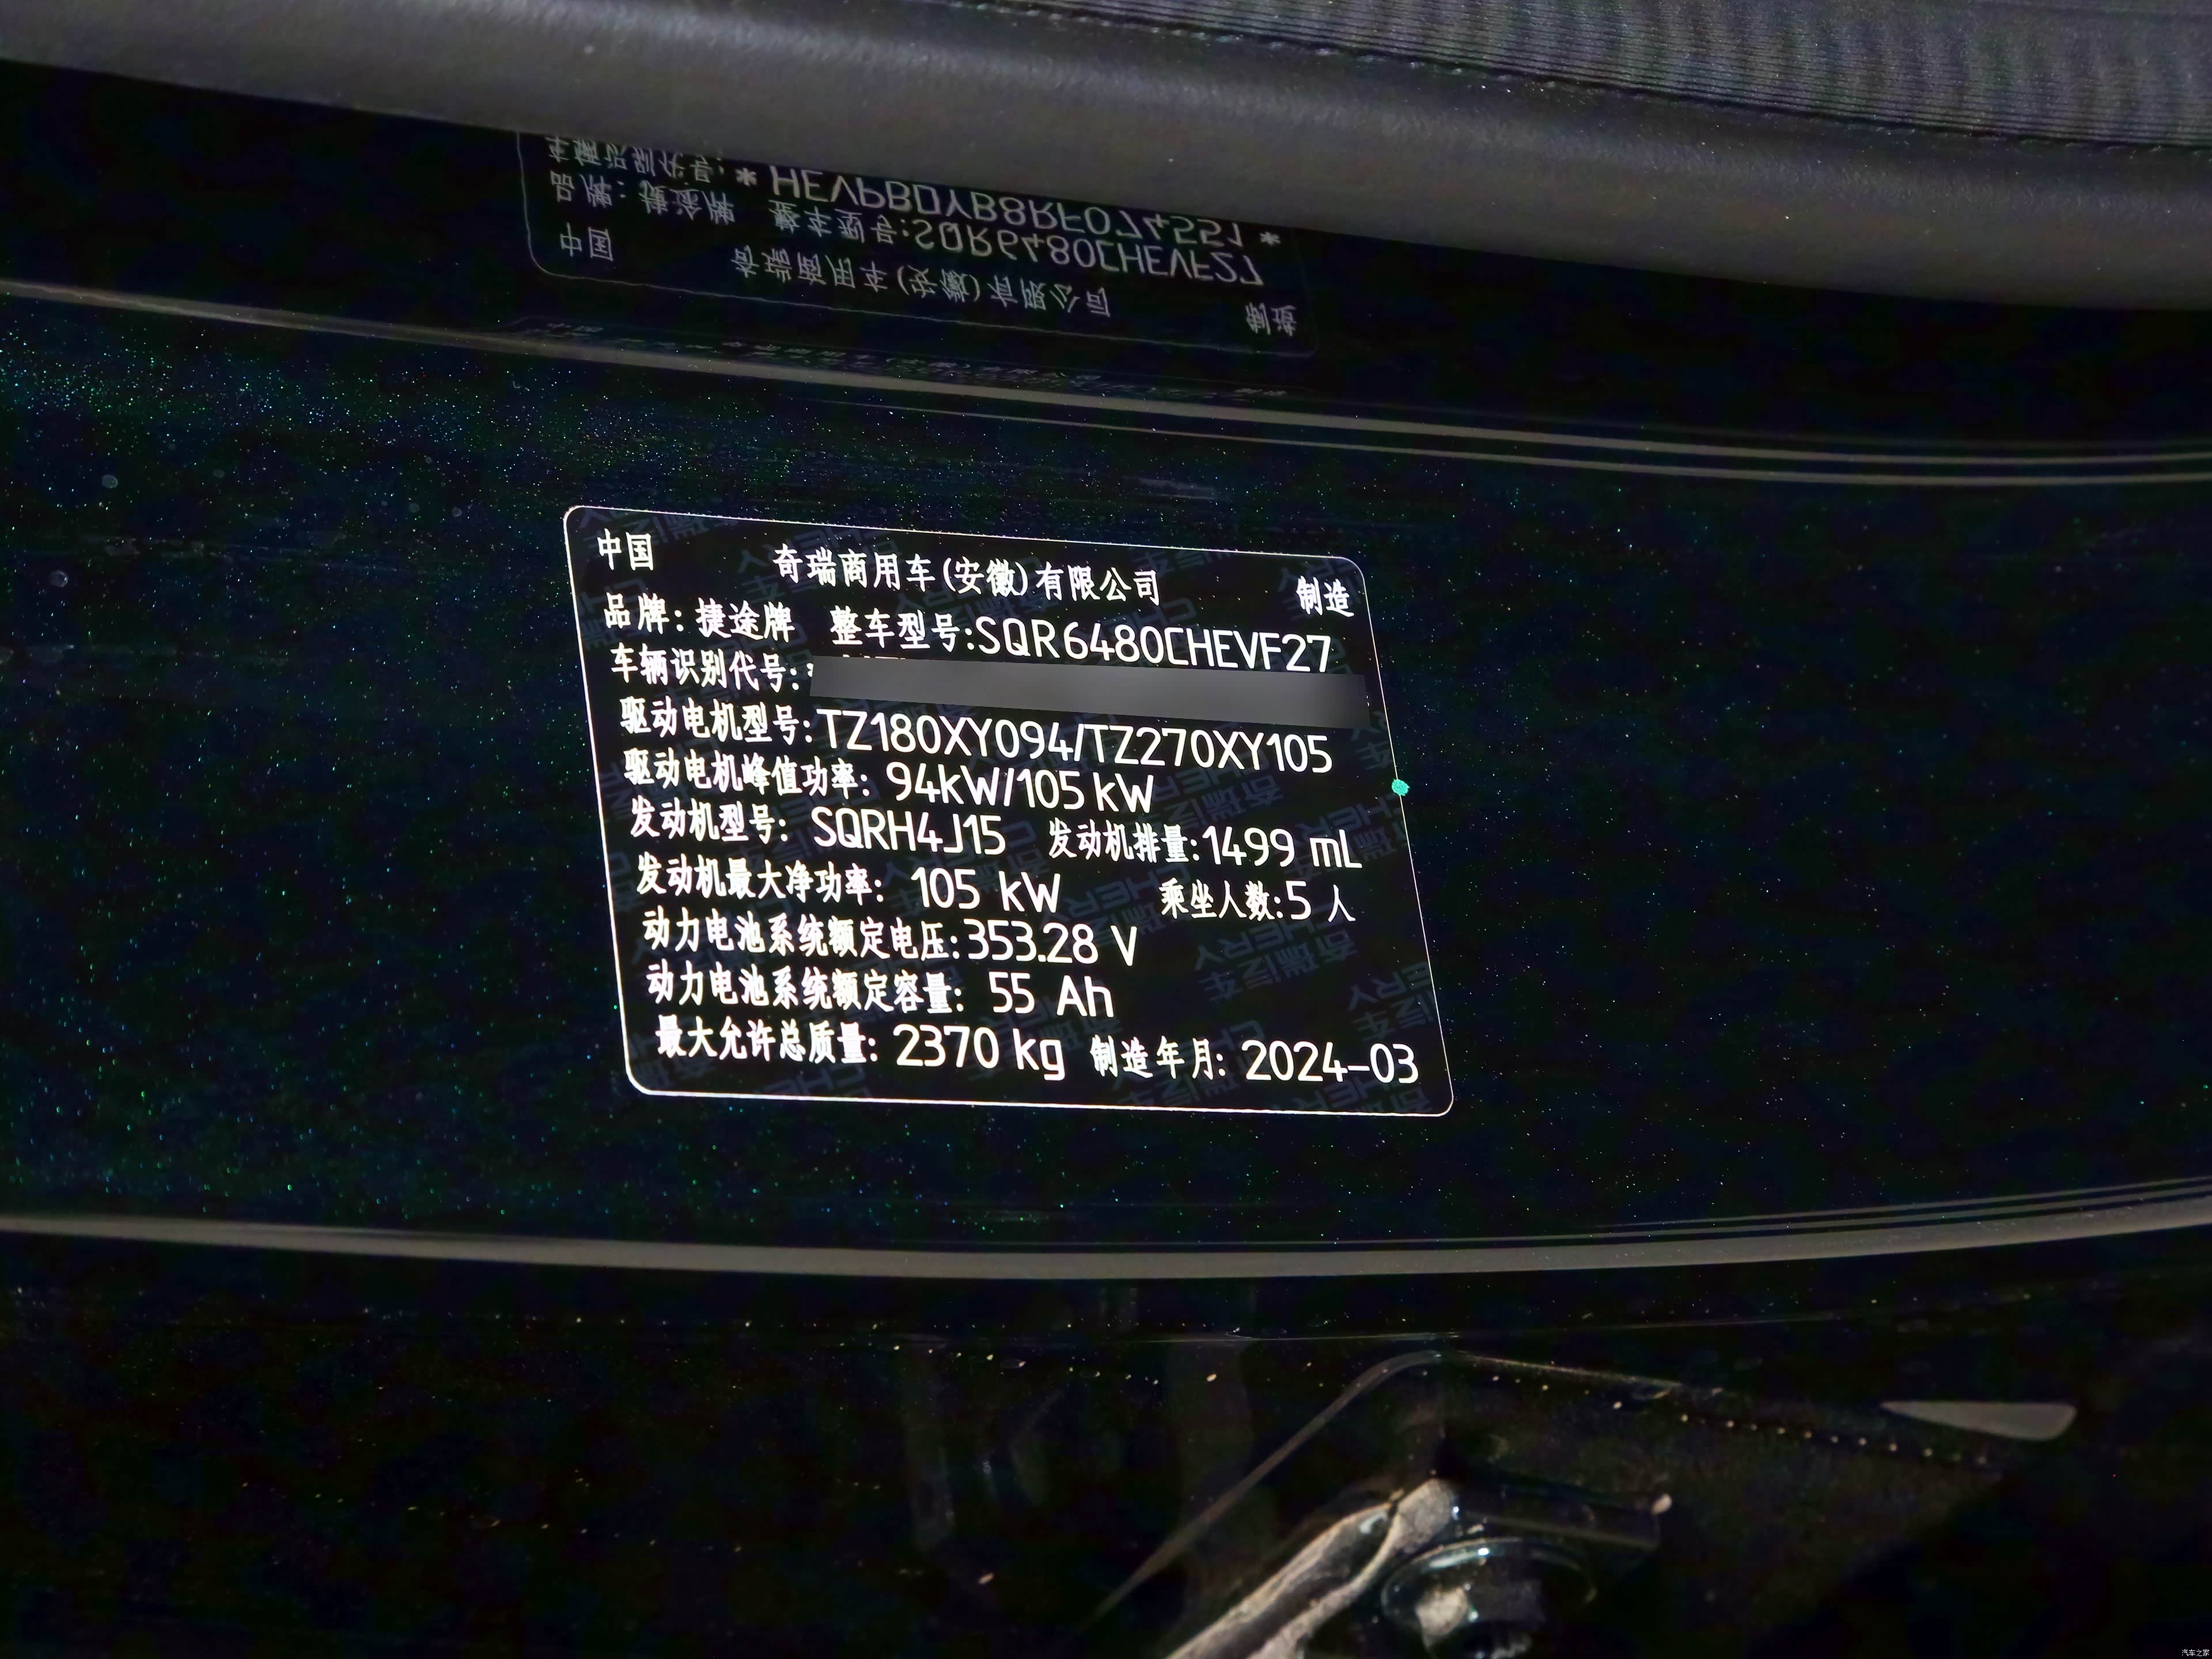 中国 奇瑞商用车(安徽)有限公司 制造
品牌: 捷途牌 整车型号:SQR6480CHEVF27
车辆识别代号:
驱动电机型号:TZ180XY094/TZ270XY105
驱动电机峰值功率: 94kW/105kW
发动机型号: SQRH4J15 发动机排量:1499 mL
发动机最大净功率: 105 kW 乘坐人数:5 人
动力电池系统额定电压:353.28 V
动力电池系统额定容量: 55 Ah
最大允许总质量: 2370 kg 制造年月: 2024-03
汽车之家